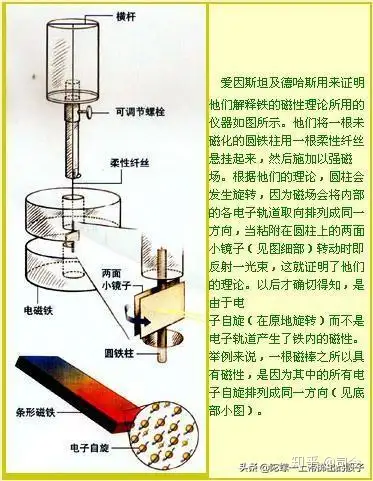 横杆
可调节螺栓
柔性纤丝
两面
小镜子
电磁铁
圆铁柱
条形磁铁
电子自旋
爱因斯坦及德哈斯用来证明
他们解释铁的磁性理论所用的
仪器如图所示。他们将一根未
磁化的圆铁柱用一根柔性纤丝
悬挂起来，然后施加以强磁
场。根据他们的理论，圆柱会
发生旋转，因为磁场会将内部
的各电子轨道取向排列成同一
方向，当粘附在圆柱上的两面
小镜子（见图细部）转动时即
反射一光束，这就证明了他们
的理论。以后才确切得知，是
由于电
子自旋（在原地旋转）而不是
电子轨道产生了铁内的磁性。
举例来说，一根磁棒之所以具
有磁性，是因为其中的所有电
子自旋排列成同一方向（见底
部小图）。
知乎
头条